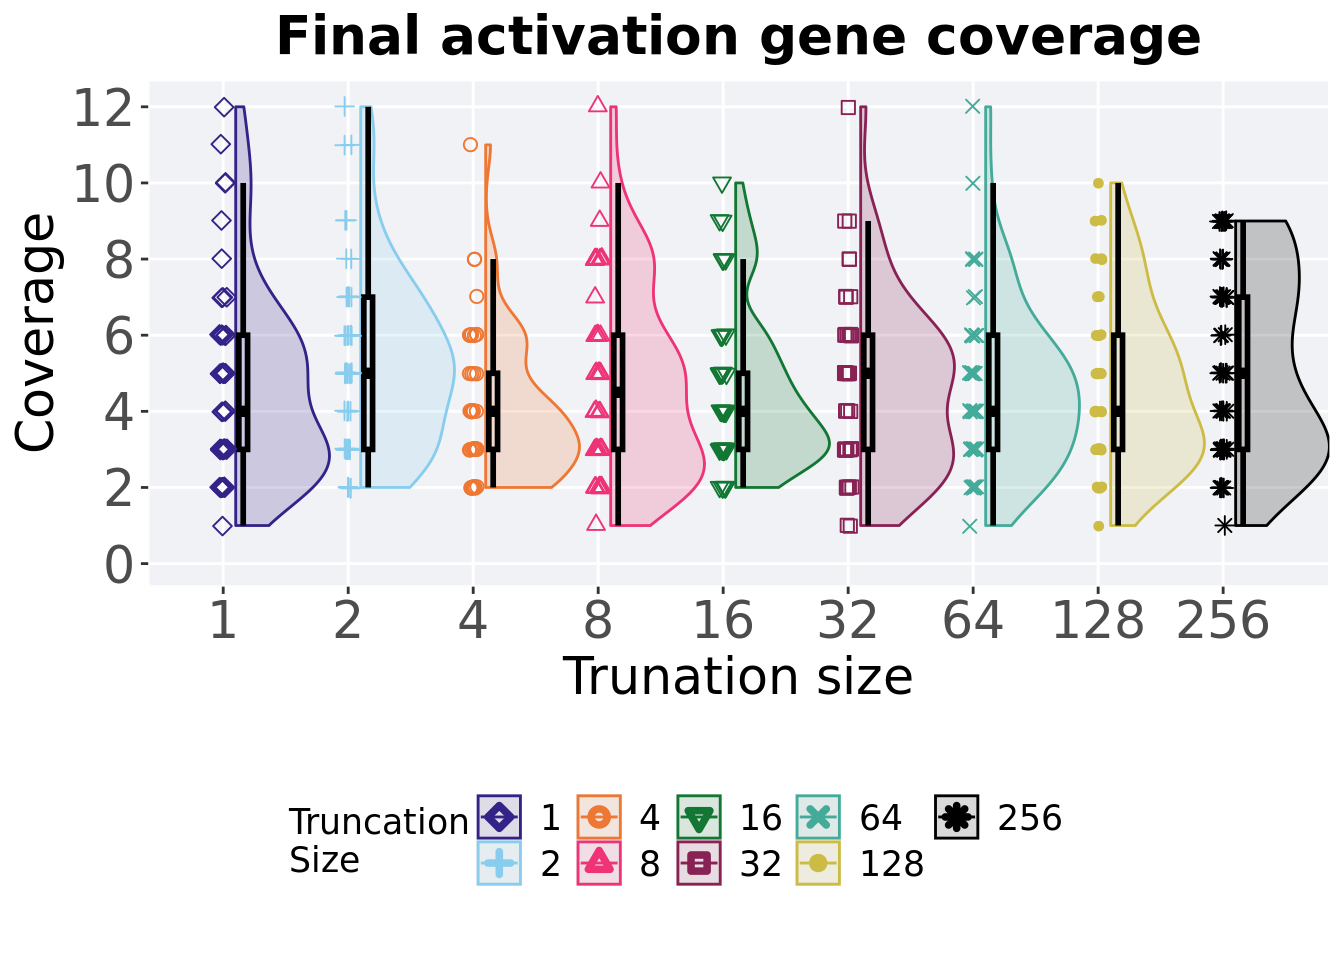 Final activation gene coverage
12
10
8
6
4
2
0
Coverage
1 2 4 8 16 32 64 128 256
Trunation size
Truncation Size
1 4 16 64 256
2 8 32 128